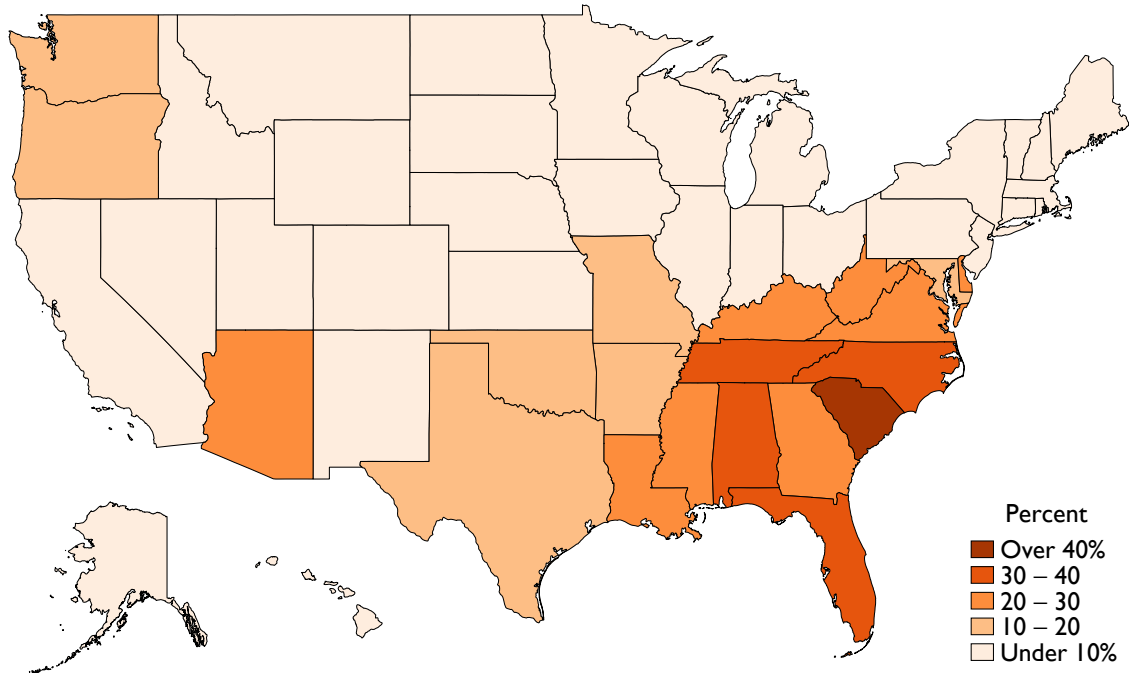 Percent
Over 40%
30 – 40
20 – 30
10 – 20
Under 10%